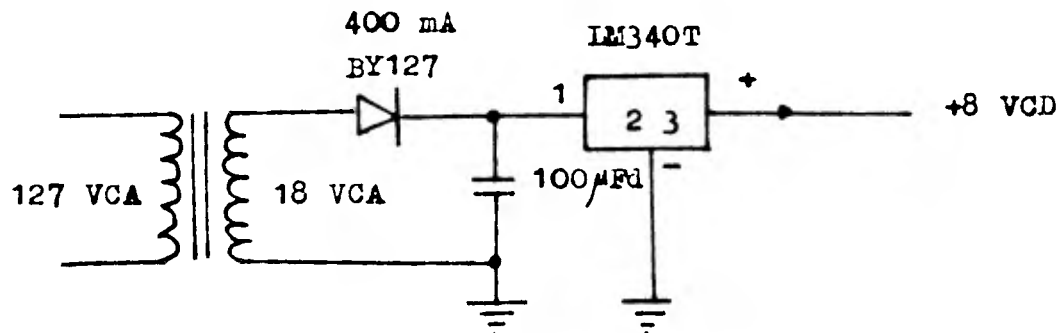 400 mA
BY127
LM340T
1
2 3
+
-
+8 VCD
127 VCA
18 VCA
100μFd